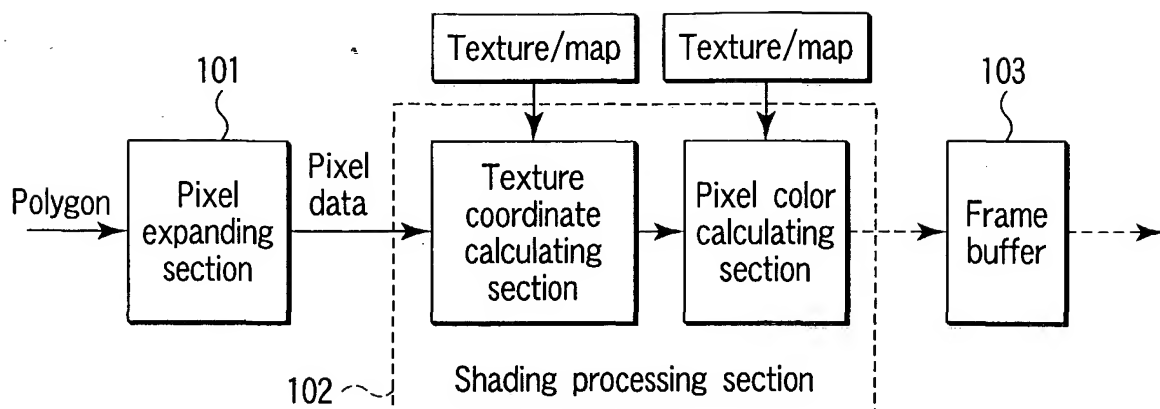 Texture/map
Texture/map
101
103
Polygon
Pixel
expanding
section
Pixel
data
Texture
coordinate
calculating
section
Pixel color
calculating
section
Frame
buffer
102
Shading processing section